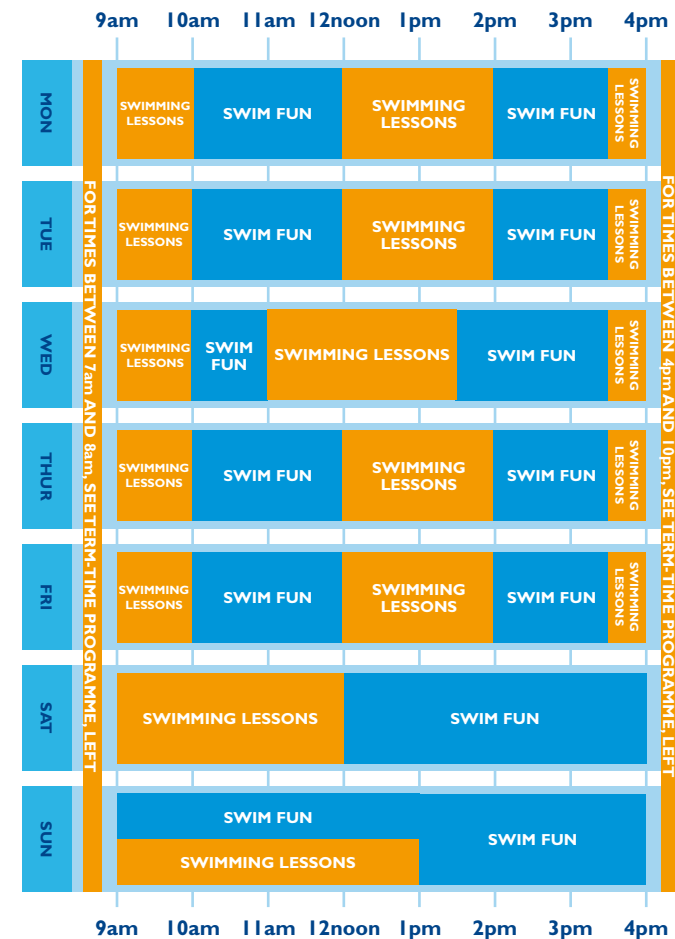 9am 10am 11am 12noon 1pm 2pm 3pm 4pm
FOR TIMES BETWEEN 7am AND 8am, SEE TERM-TIME PROGRAMME, LEFT
MON
SWIMMING
LESSONS
SWIM FUN
SWIMMING
LESSONS
SWIM FUN
SWIMMING
LESSONS
TUE
SWIMMING
LESSONS
SWIM FUN
SWIMMING
LESSONS
SWIM FUN
SWIMMING
LESSONS
WED
SWIMMING
LESSONS
SWIM
FUN
SWIMMING LESSONS
SWIM FUN
SWIMMING
LESSONS
THUR
SWIMMING
LESSONS
SWIM FUN
SWIMMING
LESSONS
SWIM FUN
SWIMMING
LESSONS
FRI
SWIMMING
LESSONS
SWIM FUN
SWIMMING
LESSONS
SWIM FUN
SWIMMING
LESSONS
SAT
SWIMMING LESSONS
SWIM FUN
SUN
SWIM FUN
SWIMMING LESSONS
SWIM FUN
FOR TIMES BETWEEN 4pm AND 10pm, SEE TERM-TIME PROGRAMME, LEFT
9am 10am 11am 12noon 1pm 2pm 3pm 4pm